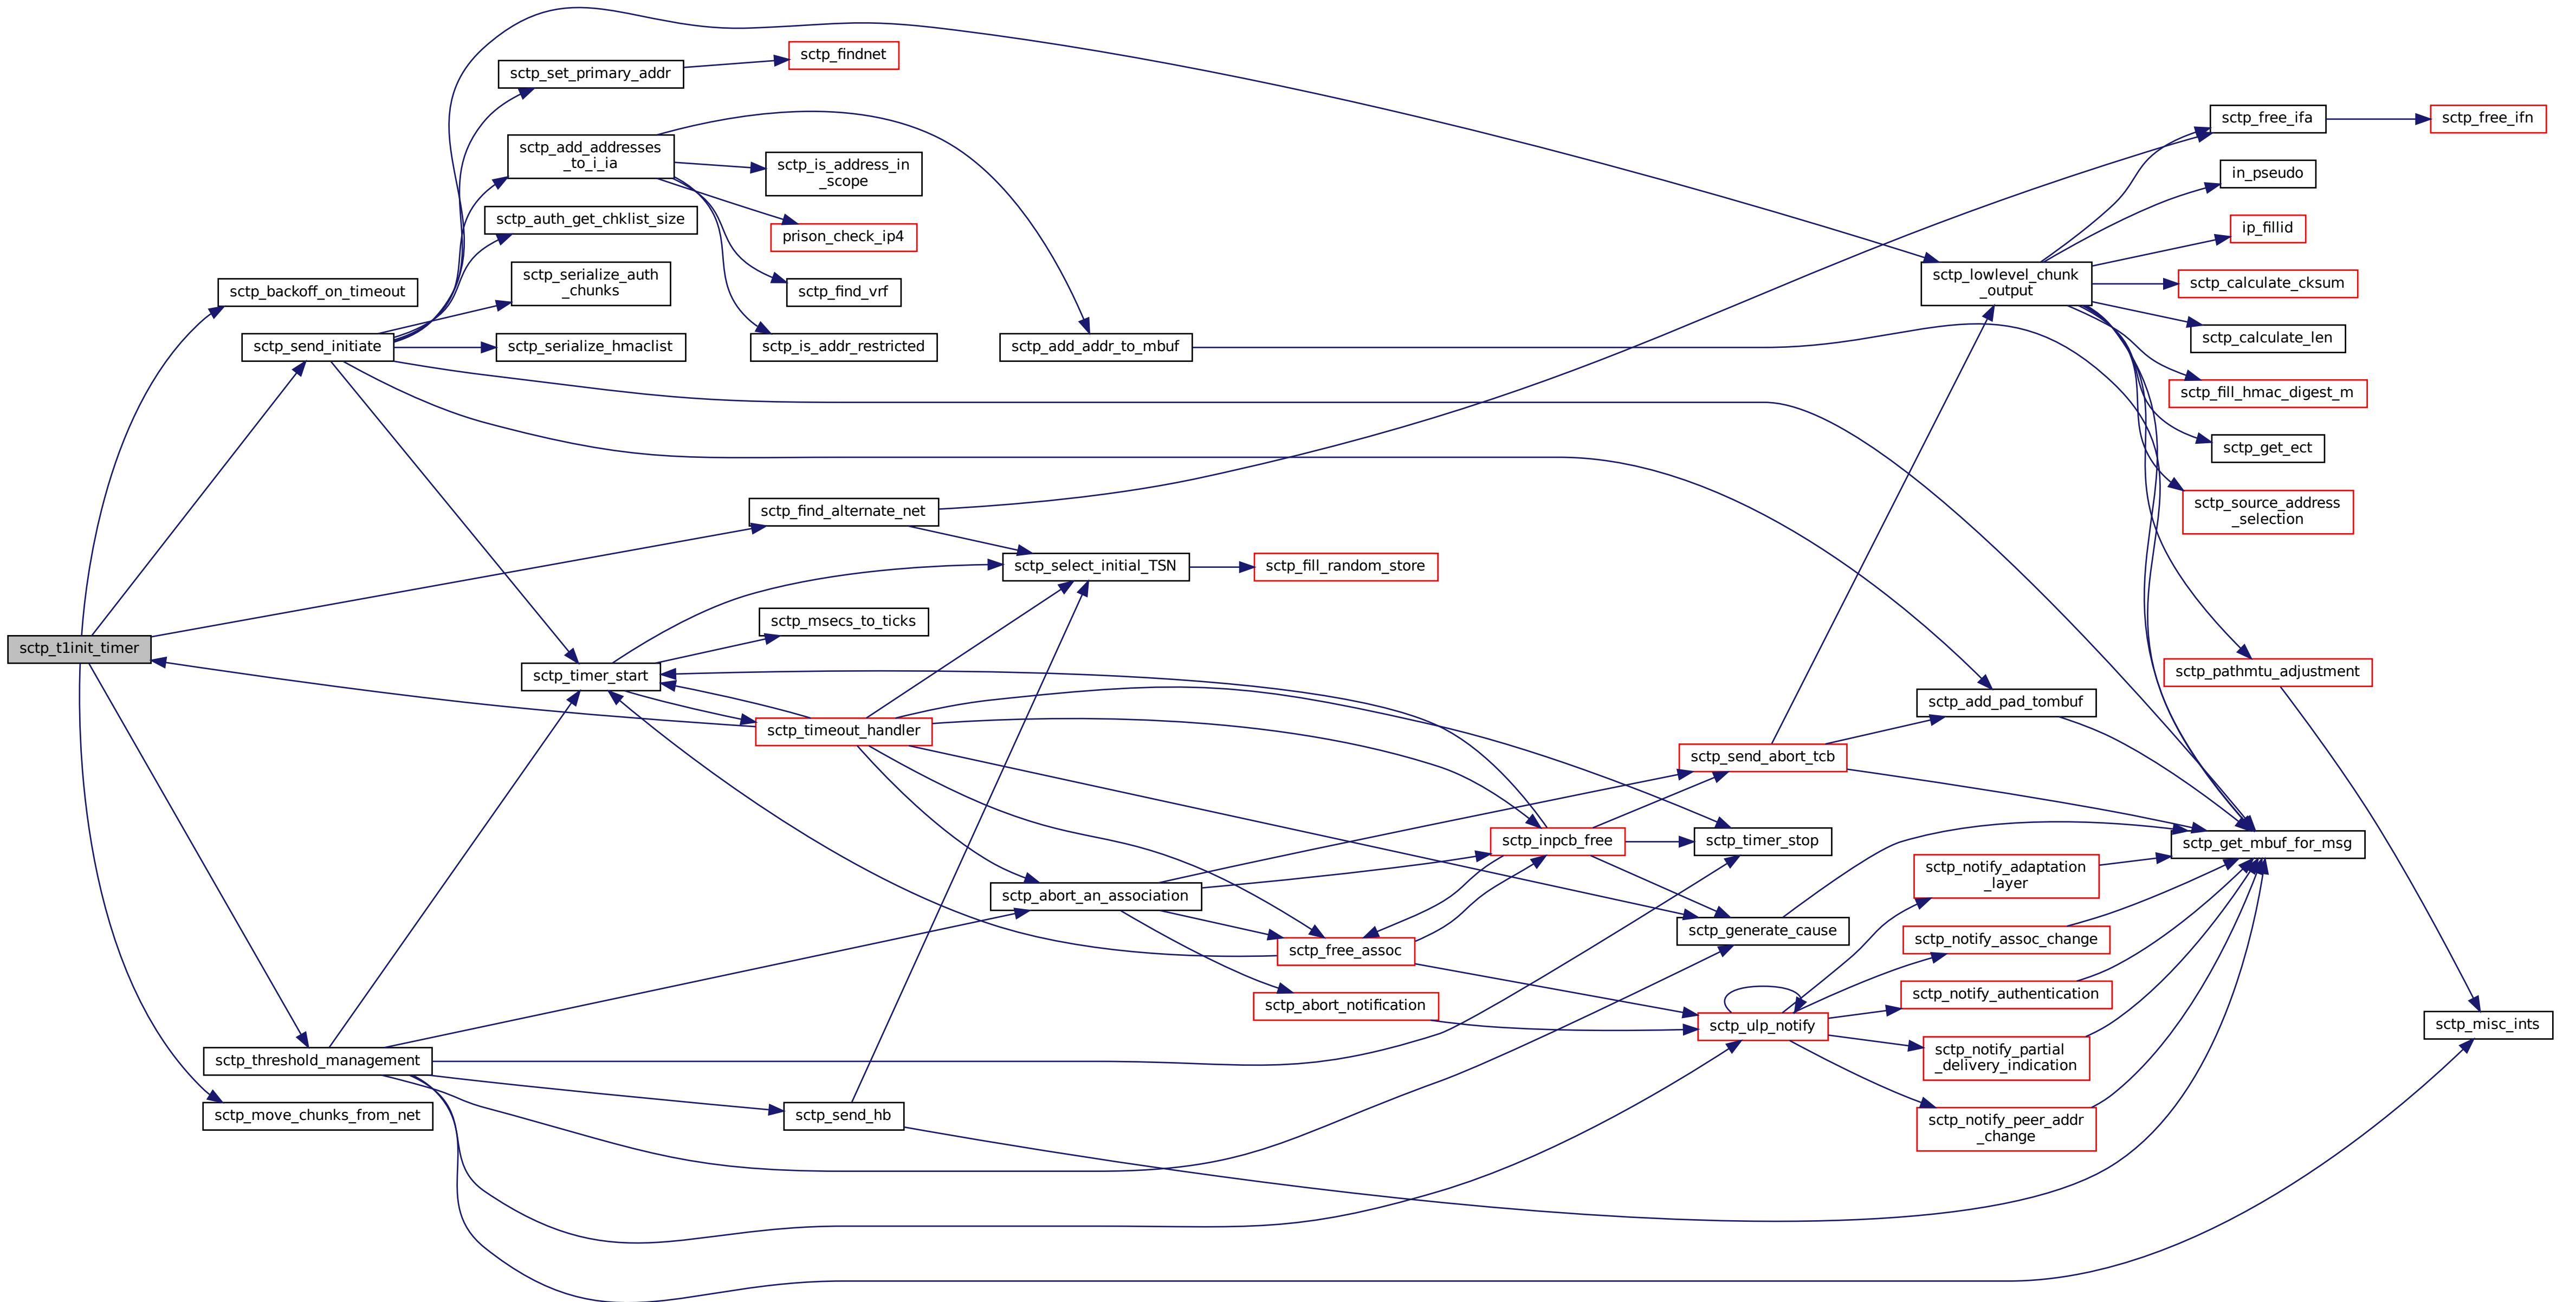 sctp_t1init_timer
sctp_backoff_on_timeout
sctp_send_initiate
sctp_threshold_management
sctp_move_chunks_from_net
sctp_set_primary_addr
sctp_add_addresses
_to_i_ia
sctp_auth_get_chklist_size
sctp_serialize_auth
_chunks
sctp_serialize_hmaclist
sctp_timer_start
sctp_findnet
sctp_is_address_in
_scope
prison_check_ip4
sctp_find_vrf
sctp_is_addr_restricted
sctp_find_alternate_net
sctp_msecs_to_ticks
sctp_timeout_handler
sctp_send_hb
sctp_add_addr_to_mbuf
sctp_select_initial_TSN
sctp_abort_an_association
sctp_fill_random_store
sctp_free_assoc
sctp_abort_notification
sctp_inpcb_free
sctp_send_abort_tcb
sctp_timer_stop
sctp_generate_cause
sctp_ulp_notify
sctp_lowlevel_chunk
_output
sctp_add_pad_tombuf
sctp_notify_adaptation
_layer
sctp_notify_assoc_change
sctp_notify_authentication
sctp_notify_partial
_delivery_indication
sctp_notify_peer_addr
_change
sctp_free_ifa
in_pseudo
ip_fillid
sctp_calculate_cksum
sctp_calculate_len
sctp_fill_hmac_digest_m
sctp_get_ect
sctp_source_address
_selection
sctp_pathmtu_adjustment
sctp_get_mbuf_for_msg
sctp_free_ifn
sctp_misc_ints